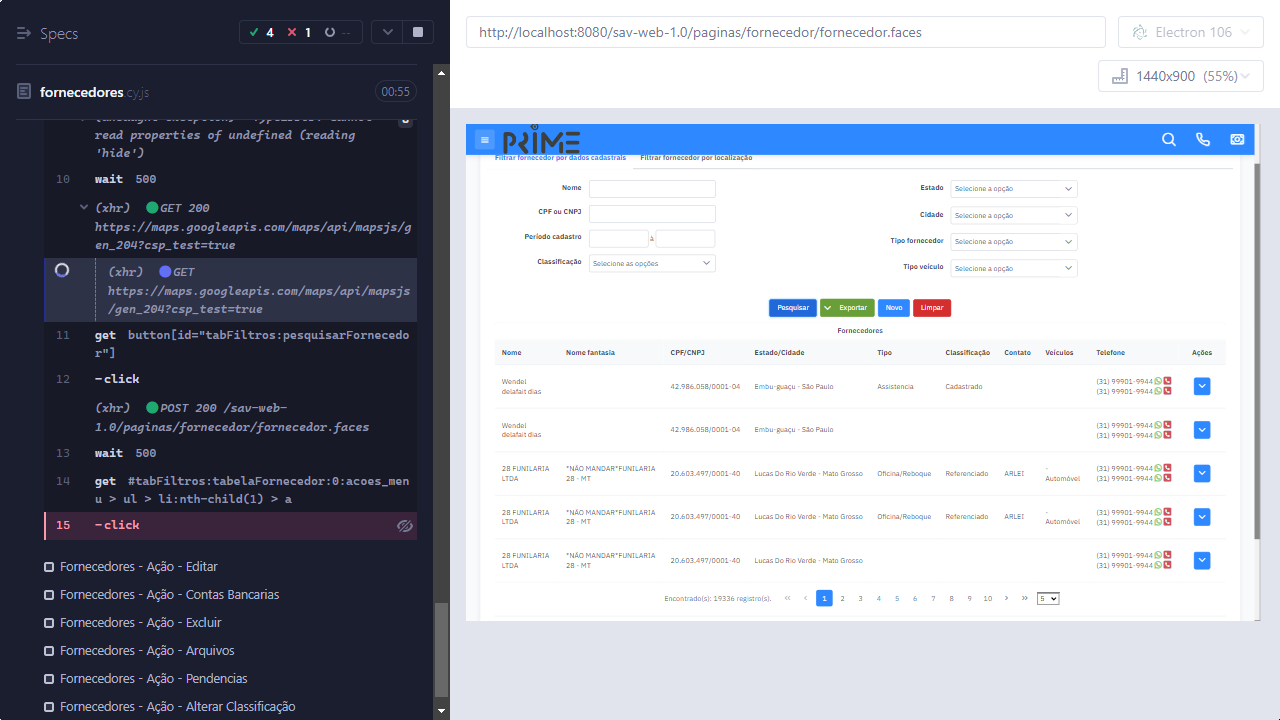 Specs
4
1
--
fornecedores cy.js
00:55
read properties of undefined (reading
'hide')
10 wait 500
(xhr) GET 200
https://maps.googleapis.com/maps/api/mapsjs/g
en_204?csp_test=true
(xhr) GET
https://maps.googleapis.com/maps/api/mapsjs
/gen_204?csp_test=true
11 get button[id="tabFiltros:pesquisarFornecedo
r"]
12 -click
(xhr) POST 200 /sav-web-
1.0/paginas/fornecedor/fornecedor.faces
13 wait 500
14 get #tabFiltros:tabelaFornecedor:0:acoes_men
u > ul > li:nth-child(1) > a
15 -click
Fornecedores - Ação - Editar
Fornecedores - Ação - Contas Bancarias
Fornecedores - Ação - Excluir
Fornecedores - Ação - Arquivos
Fornecedores - Ação - Pendencias
Fornecedores - Ação - Alterar Classificação
http://localhost:8080/sav-web-1.0/paginas/fornecedor/fornecedor.faces
Electron 106
1440x900 (55%)
PRIME
Filtrar fornecedor por dados cadastrais Filtrar fornecedor por localização
Nome Estado Selecione a opção
CPF ou CNPJ Cidade Selecione a opção
Período cadastro à Tipo fornecedor Selecione a opção
Classificação Selecione as opções Tipo veículo Selecione a opção
Pesquisar Exportar Novo Limpar
Fornecedores
Nome Nome fantasia CPF/CNPJ Estado/Cidade Tipo Classificação Contato Veículos Telefone Ações
Wendel delafait dias 42.986.058/0001-04 Embu-guaçu - São Paulo Assistencia Cadastrado (31) 99901-9944
(31) 99901-9944
Wendel delafait dias 42.986.058/0001-04 Embu-guaçu - São Paulo (31) 99901-9944
(31) 99901-9944
28 FUNILARIA LTDA *NÃO MANDAR*FUNILARIA 28 - MT 20.603.497/0001-40 Lucas Do Rio Verde - Mato Grosso Oficina/Reboque Referenciado ARLEI - Automóvel (31) 99901-9944
(31) 99901-9944
28 FUNILARIA LTDA *NÃO MANDAR*FUNILARIA 28 - MT 20.603.497/0001-40 Lucas Do Rio Verde - Mato Grosso Oficina/Reboque Referenciado ARLEI - Automóvel (31) 99901-9944
(31) 99901-9944
28 FUNILARIA LTDA *NÃO MANDAR*FUNILARIA 28 - MT 20.603.497/0001-40 Lucas Do Rio Verde - Mato Grosso (31) 99901-9944
(31) 99901-9944
Encontrado(s): 19336 registro(s). 1 2 3 4 5 6 7 8 9 10 5